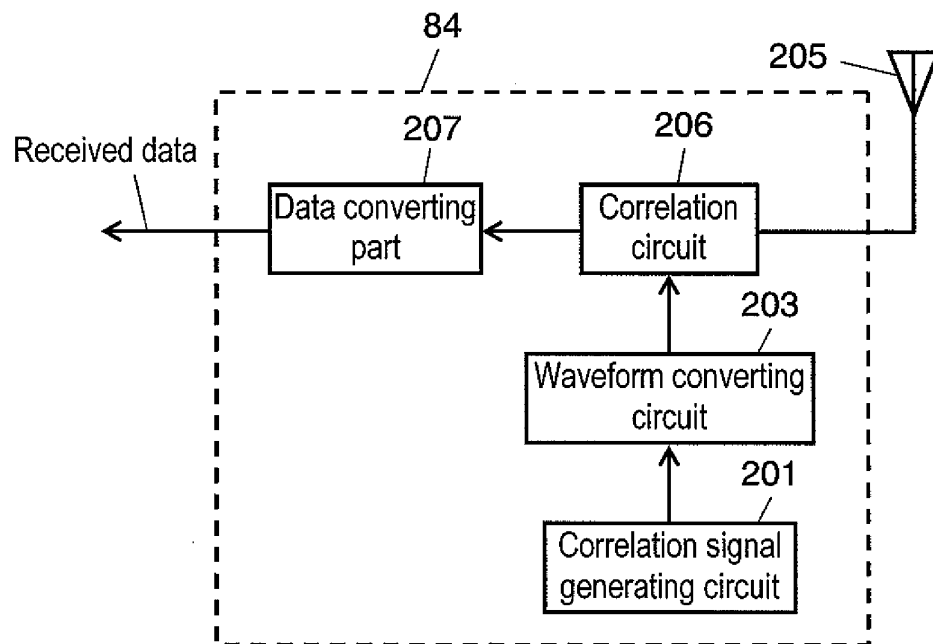 84
205
207
206
Received data
Data converting
part
Correlation
circuit
203
Waveform converting
circuit
201
Correlation signal
generating circuit